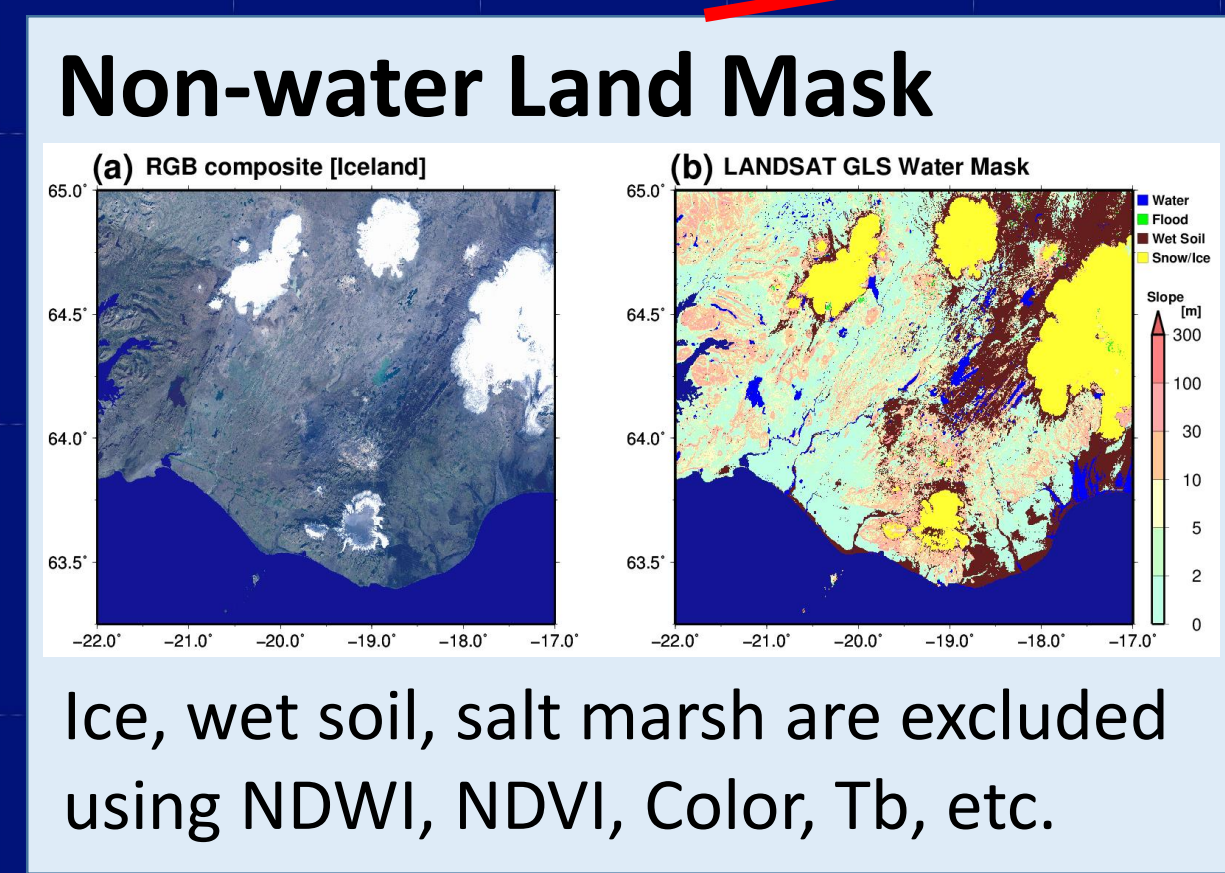 Non-water Land Mask
(a) RGB composite [Iceland]
65.0°
64.5°
64.0°
63.5°
−22.0° −21.0° −20.0° −19.0° −18.0° −17.0°
(b) LANDSAT GLS Water Mask
65.0°
64.5°
64.0°
63.5°
−22.0° −21.0° −20.0° −19.0° −18.0° −17.0°
Water
Flood
Wet Soil
Snow/Ice
Slope
[m]
300
100
30
10
5
2
0
Ice, wet soil, salt marsh are excluded
using NDWI, NDVI, Color, Tb, etc.